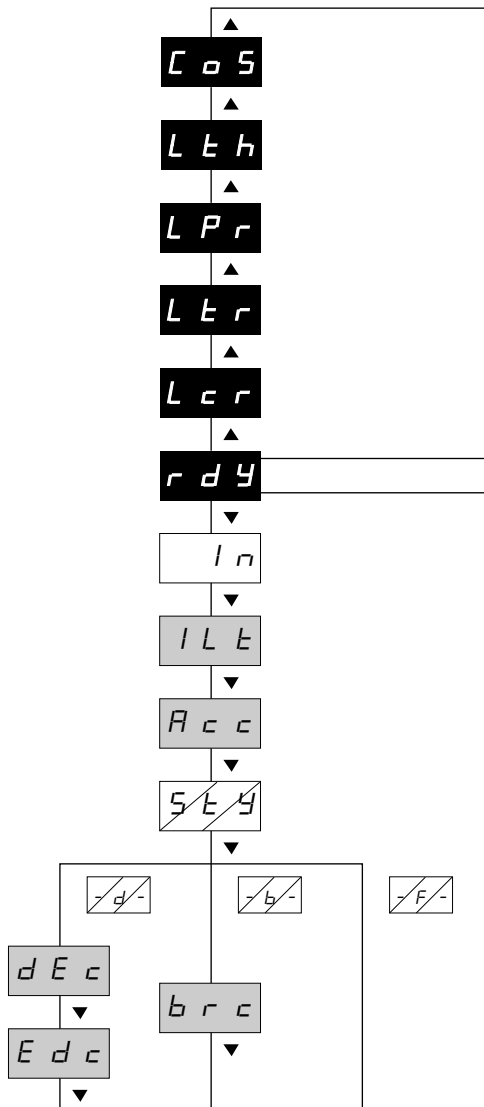 CoS
Lth
LPr
Ltr
Lcr
rdY
In
ILt
Acc
StY
-d- -b- -F-
dEc
brc
Edc